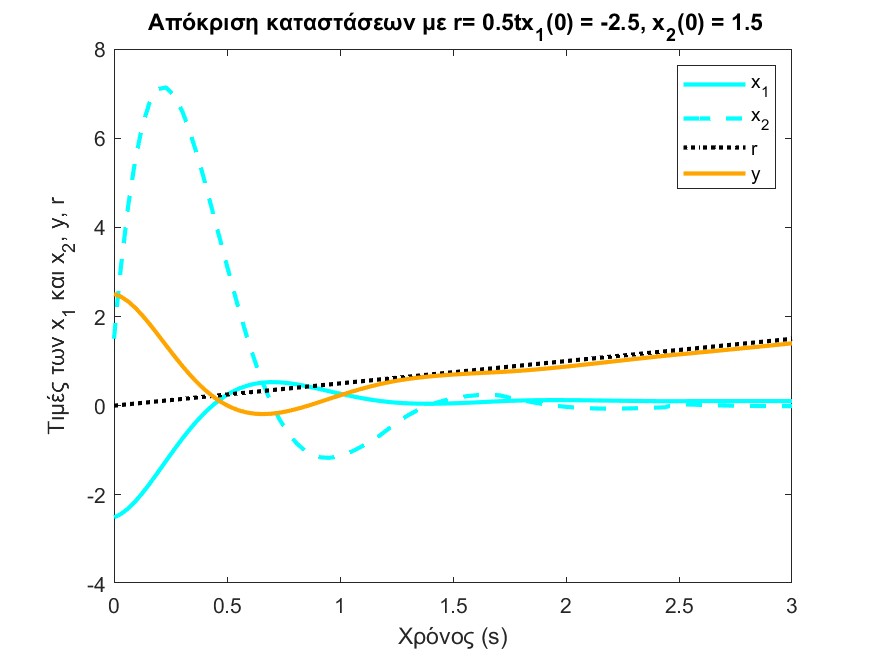 Απόκριση καταστάσεων με r= 0.5tx₁(0) = -2.5, x₂(0) = 1.5
8
6
4
2
0
-2
-4
Τιμές των x₁ και x₂, y, r
x₁
x₂
r
y
0 0.5 1 1.5 2 2.5 3
Χρόνος (s)